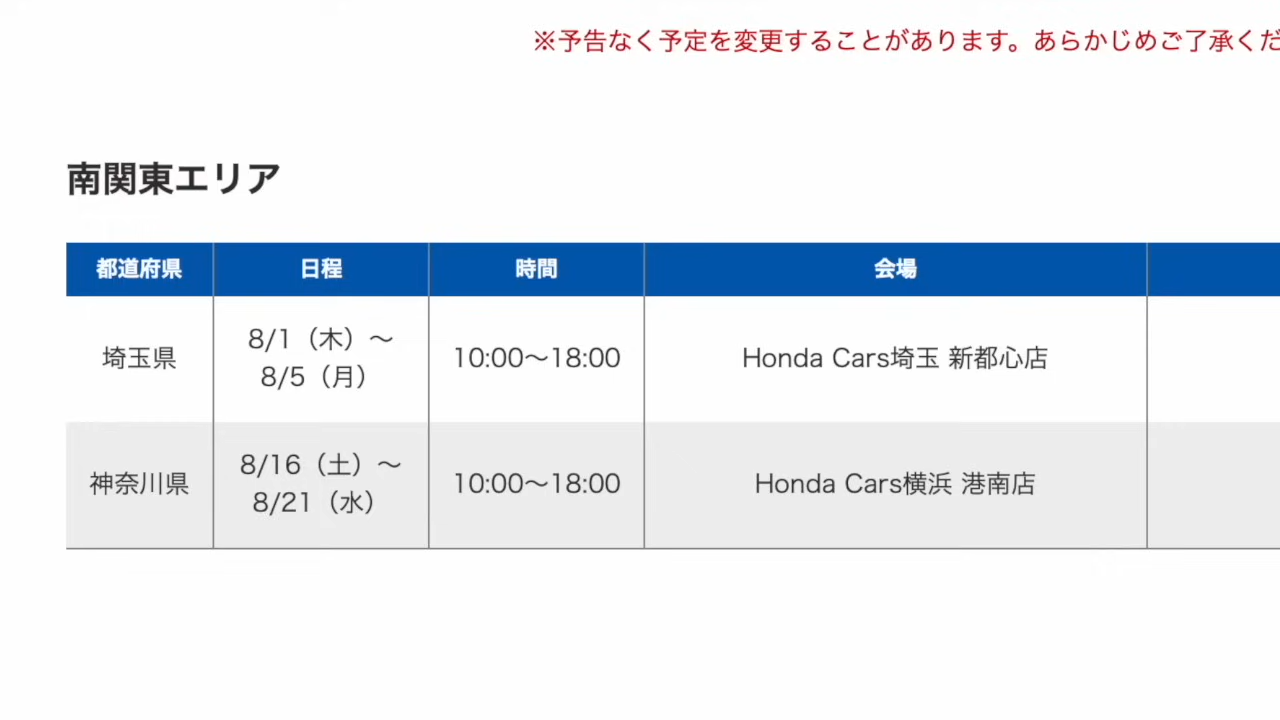 ※予告なく予定を変更することがあります。あらかじめご了承くだ
南関東エリア
都道府県 日程 時間 会場
埼玉県 8/1（木）～ 8/5（月） 10:00～18:00 Honda Cars埼玉 新都心店
神奈川県 8/16（土）～ 8/21（水） 10:00～18:00 Honda Cars横浜 港南店